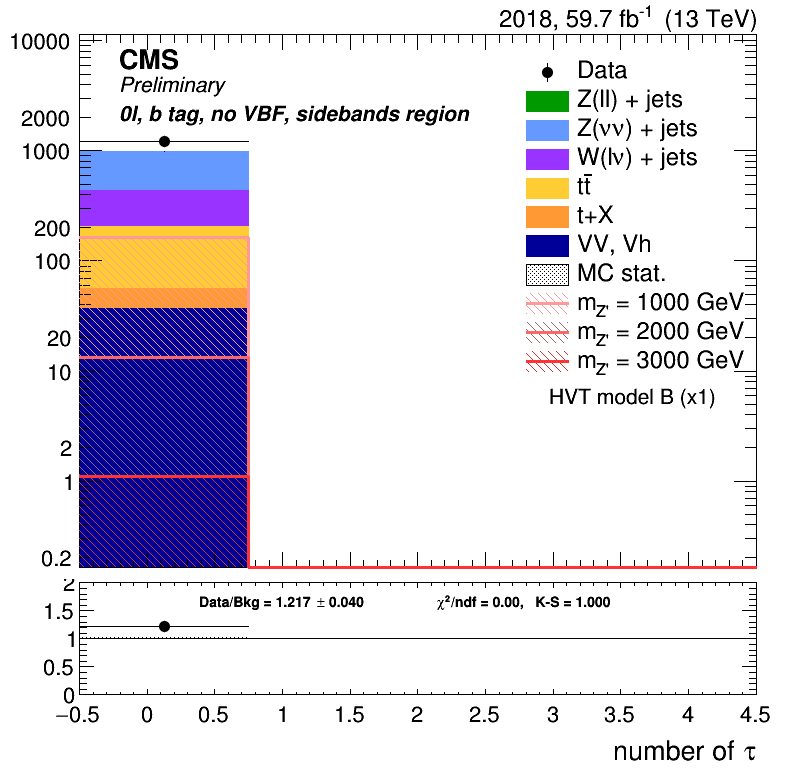 2018, 59.7 fb⁻¹ (13 TeV)
10000
CMS
Preliminary
0l, b tag, no VBF, sidebands region
Data
Z(ll) + jets
Z(νν) + jets
W(lν) + jets
tt̄
t+X
VV, Vh
MC stat.
m_Z' = 1000 GeV
m_Z' = 2000 GeV
m_Z' = 3000 GeV
HVT model B (x1)
2000
1000
200
100
20
10
2
1
0.2
2
1.5
1
0.5
0
Data/Bkg = 1.217 ± 0.040
χ²/ndf = 0.00, K-S = 1.000
−0.5 0 0.5 1 1.5 2 2.5 3 3.5 4 4.5
number of τ